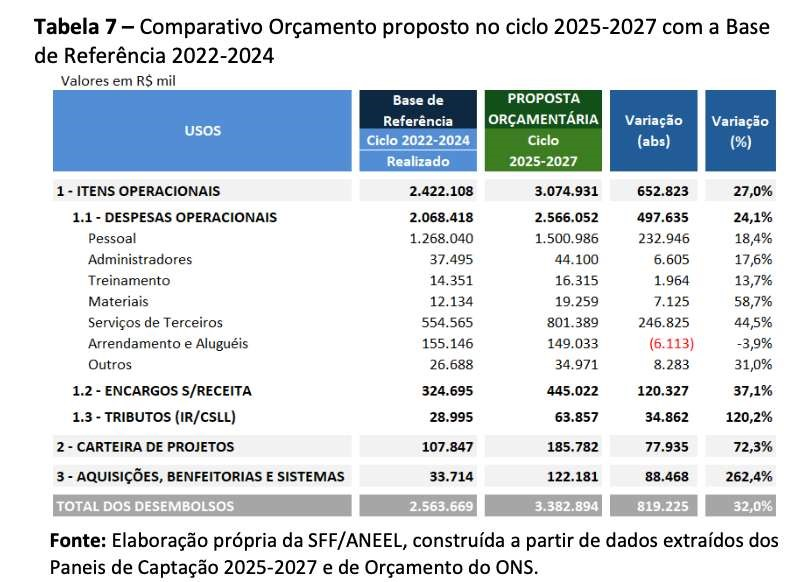 Tabela 7 – Comparativo Orçamento proposto no ciclo 2025-2027 com a Base
de Referência 2022-2024
Valores em R$ mil
USOS
Base de Referência
Ciclo 2022-2024
Realizado
PROPOSTA ORÇAMENTÁRIA
Ciclo 2025-2027
Variação (abs)
Variação (%)
1 - ITENS OPERACIONAIS 2.422.108 3.074.931 652.823 27,0%
1.1 - DESPESAS OPERACIONAIS 2.068.418 2.566.052 497.635 24,1%
Pessoal 1.268.040 1.500.986 232.946 18,4%
Administradores 37.495 44.100 6.605 17,6%
Treinamento 14.351 16.315 1.964 13,7%
Materiais 12.134 19.259 7.125 58,7%
Serviços de Terceiros 554.565 801.389 246.825 44,5%
Arrendamento e Aluguéis 155.146 149.033 (6.113) -3,9%
Outros 26.688 34.971 8.283 31,0%
1.2 - ENCARGOS S/RECEITA 324.695 445.022 120.327 37,1%
1.3 - TRIBUTOS (IR/CSLL) 28.995 63.857 34.862 120,2%
2 - CARTEIRA DE PROJETOS 107.847 185.782 77.935 72,3%
3 - AQUISIÇÕES, BENFEITORIAS E SISTEMAS 33.714 122.181 88.468 262,4%
TOTAL DOS DESEMBOLSOS 2.563.669 3.382.894 819.225 32,0%
Fonte: Elaboração própria da SFF/ANEEL, construída a partir de dados extraídos dos
Paneis de Captação 2025-2027 e de Orçamento do ONS.